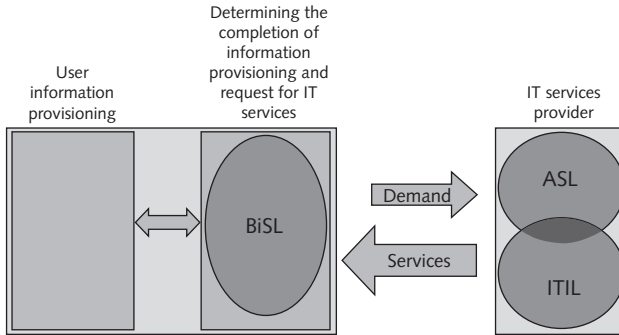 User
information
provisioning
Determining the
completion of
information
provisioning and
request for IT
services
IT services
provider
BiSL
Demand
Services
ASL
ITIL